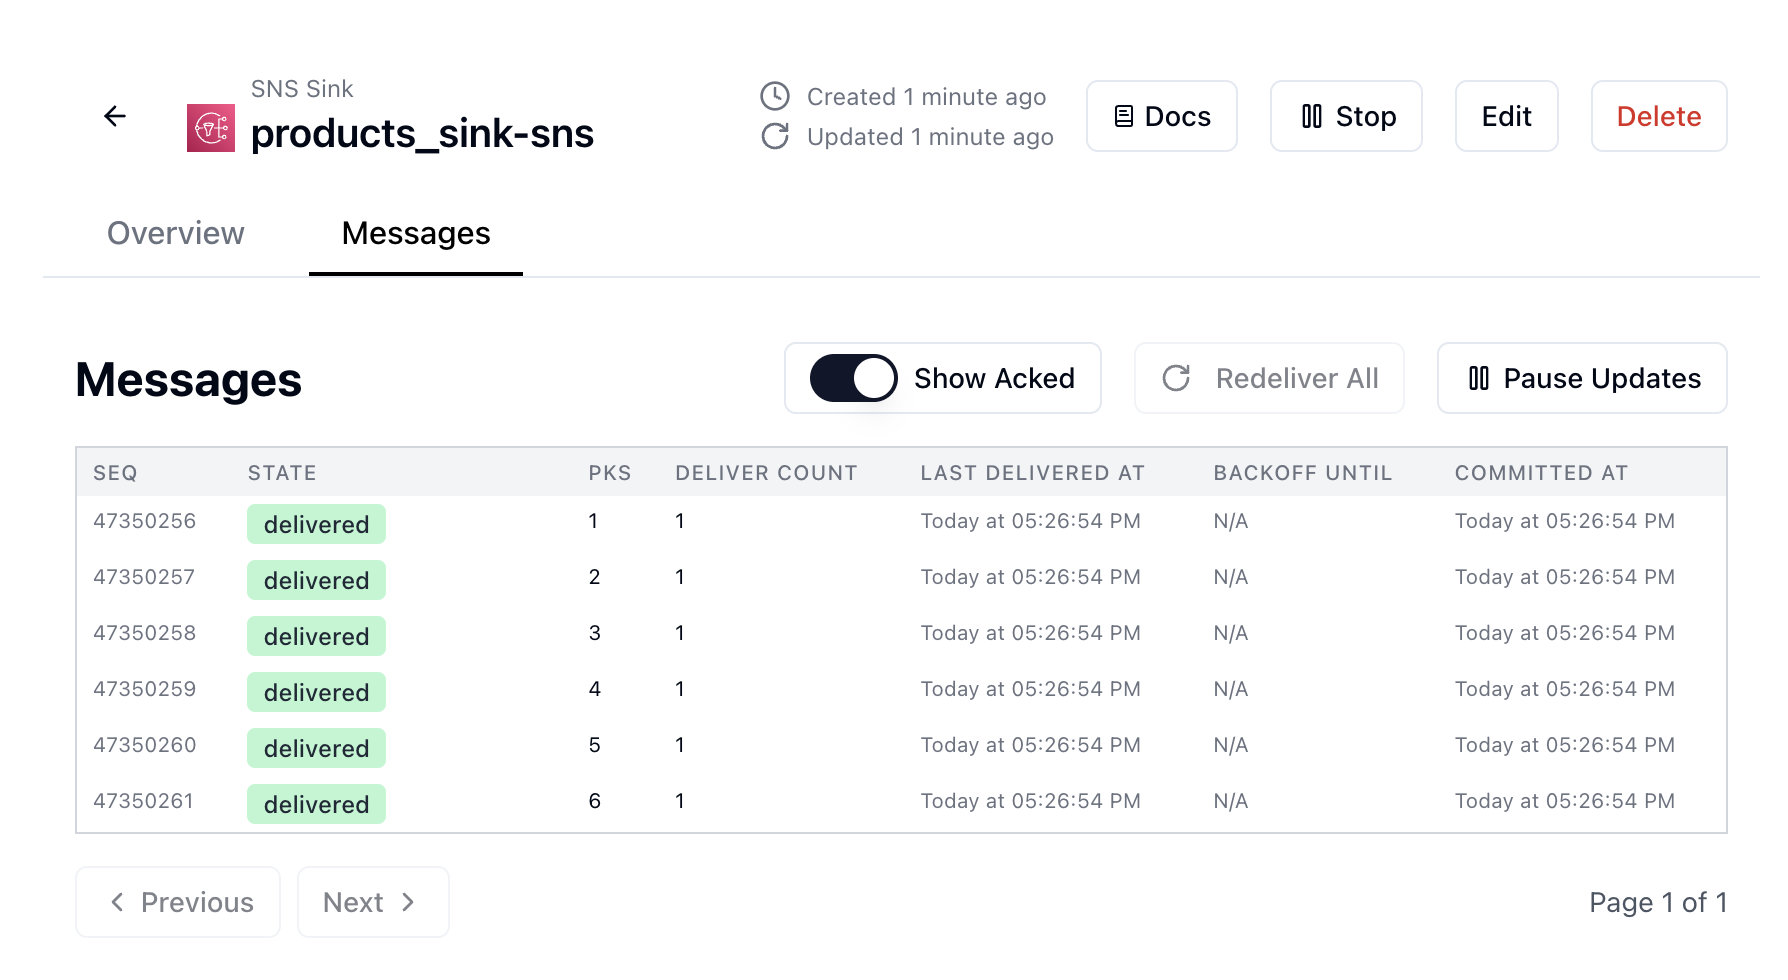 SNS Sink
products_sink-sns
Created 1 minute ago
Updated 1 minute ago
Docs
Stop
Edit
Delete
Overview
Messages
Messages
Show Acked
Redeliver All
Pause Updates
SEQ STATE PKS DELIVER COUNT LAST DELIVERED AT BACKOFF UNTIL COMMITTED AT
47350256 delivered 1 1 Today at 05:26:54 PM N/A Today at 05:26:54 PM
47350257 delivered 2 1 Today at 05:26:54 PM N/A Today at 05:26:54 PM
47350258 delivered 3 1 Today at 05:26:54 PM N/A Today at 05:26:54 PM
47350259 delivered 4 1 Today at 05:26:54 PM N/A Today at 05:26:54 PM
47350260 delivered 5 1 Today at 05:26:54 PM N/A Today at 05:26:54 PM
47350261 delivered 6 1 Today at 05:26:54 PM N/A Today at 05:26:54 PM
Previous
Next
Page 1 of 1